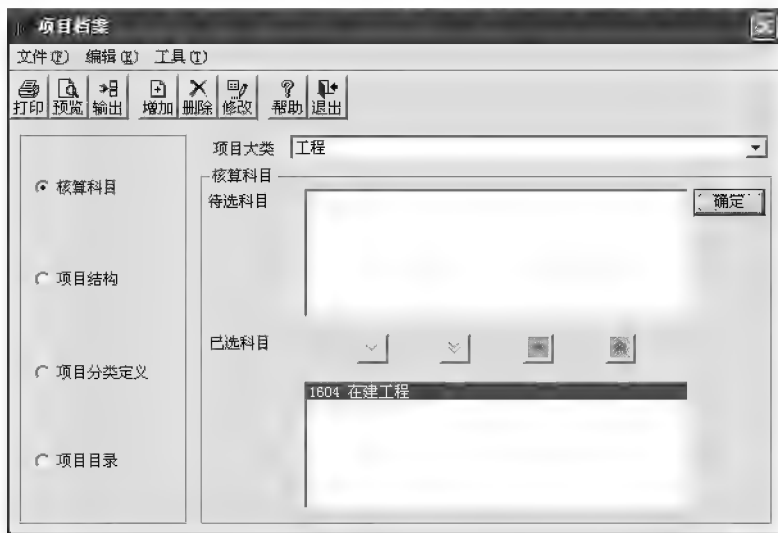 项目档案
文件(F) 编辑(E) 工具(T)
打印 预览 输出 增加 删除 修改 帮助 退出
项目大类 工程
核算科目
核算科目
待选科目
确定
项目结构
已选科目
项目分类定义
1604 在建工程
项目目录